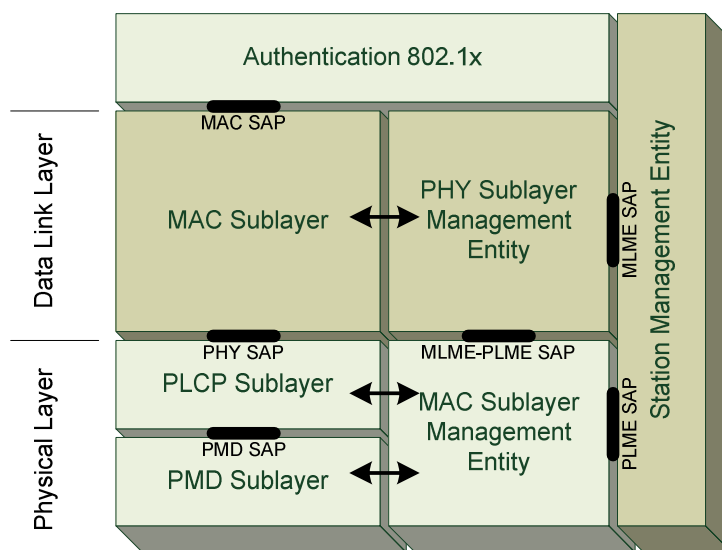 Authentication 802.1x
MAC SAP
Data Link Layer
MAC Sublayer
PHY Sublayer
Management
Entity
MLME SAP
Station Management Entity
PHY SAP
MLME-PLME SAP
Physical Layer
PLCP Sublayer
MAC Sublayer
Management
Entity
PLME SAP
PMD SAP
PMD Sublayer